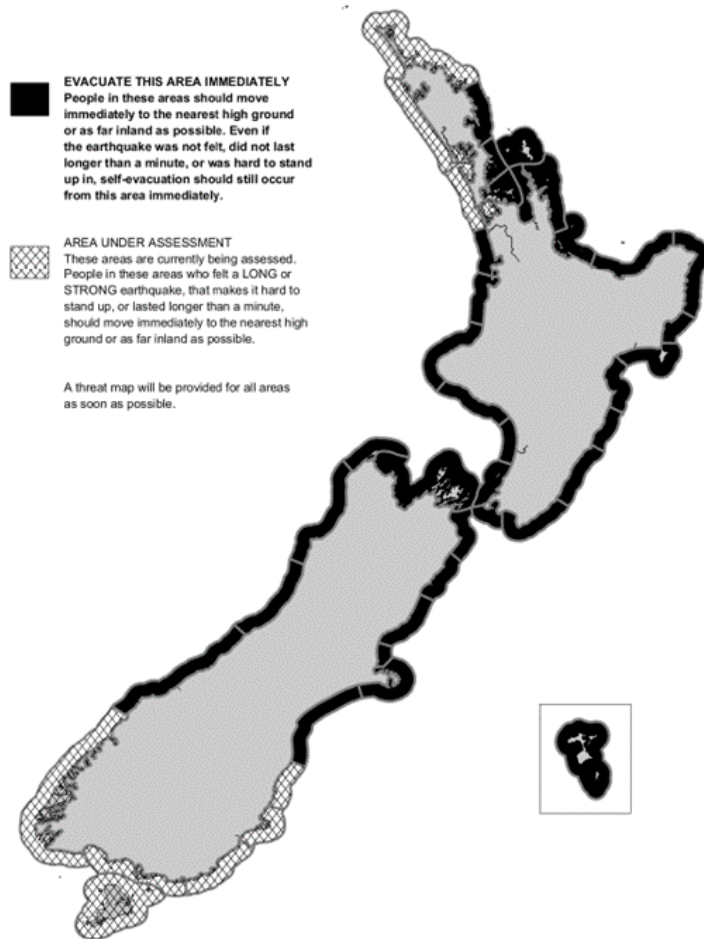 EVACUATE THIS AREA IMMEDIATELY
People in these areas should move
immediately to the nearest high ground
or as far inland as possible. Even if
the earthquake was not felt, did not last
longer than a minute, or was hard to stand
up in, self-evacuation should still occur
from this area immediately.
AREA UNDER ASSESSMENT
These areas are currently being assessed.
People in these areas who felt a LONG or
STRONG earthquake, that makes it hard to
stand up, or lasted longer than a minute,
should move immediately to the nearest high
ground or as far inland as possible.
A threat map will be provided for all areas
as soon as possible.